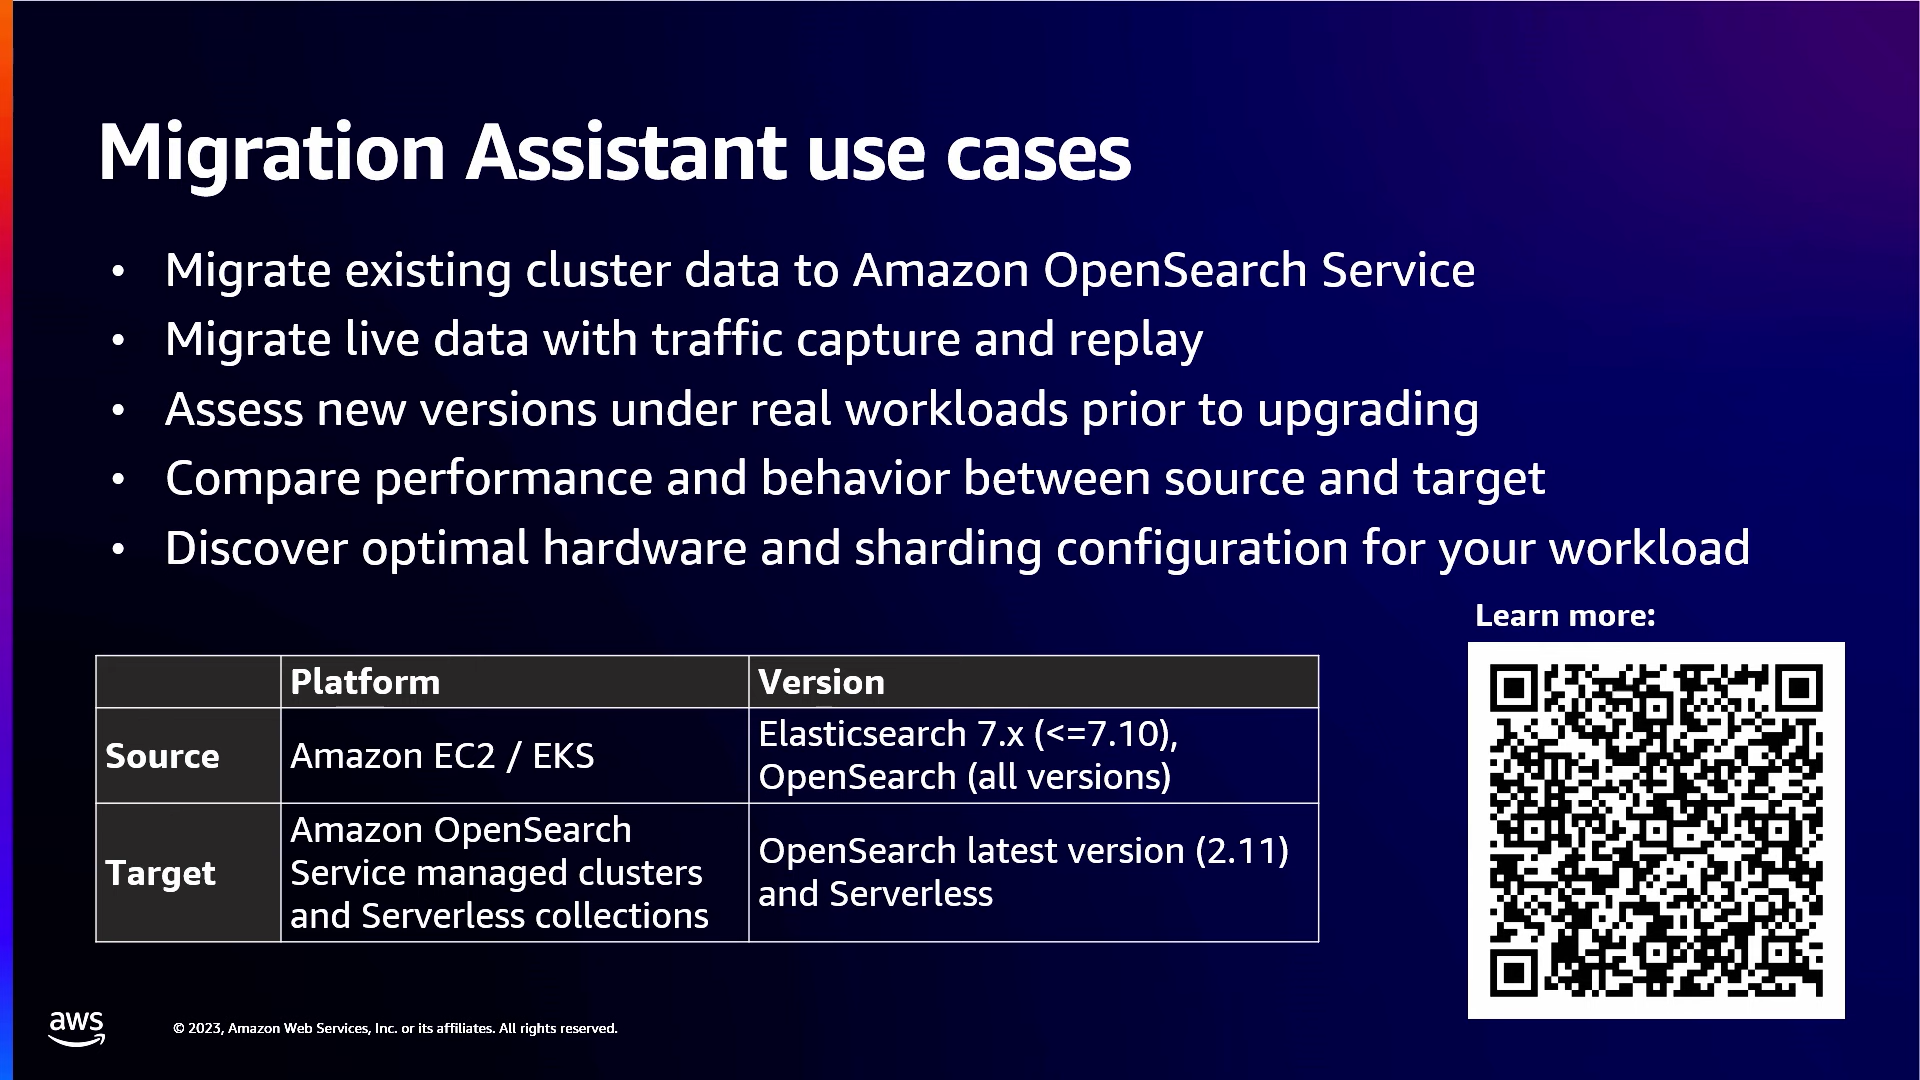 Migration Assistant use cases
• Migrate existing cluster data to Amazon OpenSearch Service
• Migrate live data with traffic capture and replay
• Assess new versions under real workloads prior to upgrading
• Compare performance and behavior between source and target
• Discover optimal hardware and sharding configuration for your workload
Learn more:
Platform Version
Source Amazon EC2 / EKS Elasticsearch 7.x (<=7.10),
OpenSearch (all versions)
Target Amazon OpenSearch
Service managed clusters
and Serverless collections
OpenSearch latest version (2.11)
and Serverless
aws
© 2023, Amazon Web Services, Inc. or its affiliates. All rights reserved.